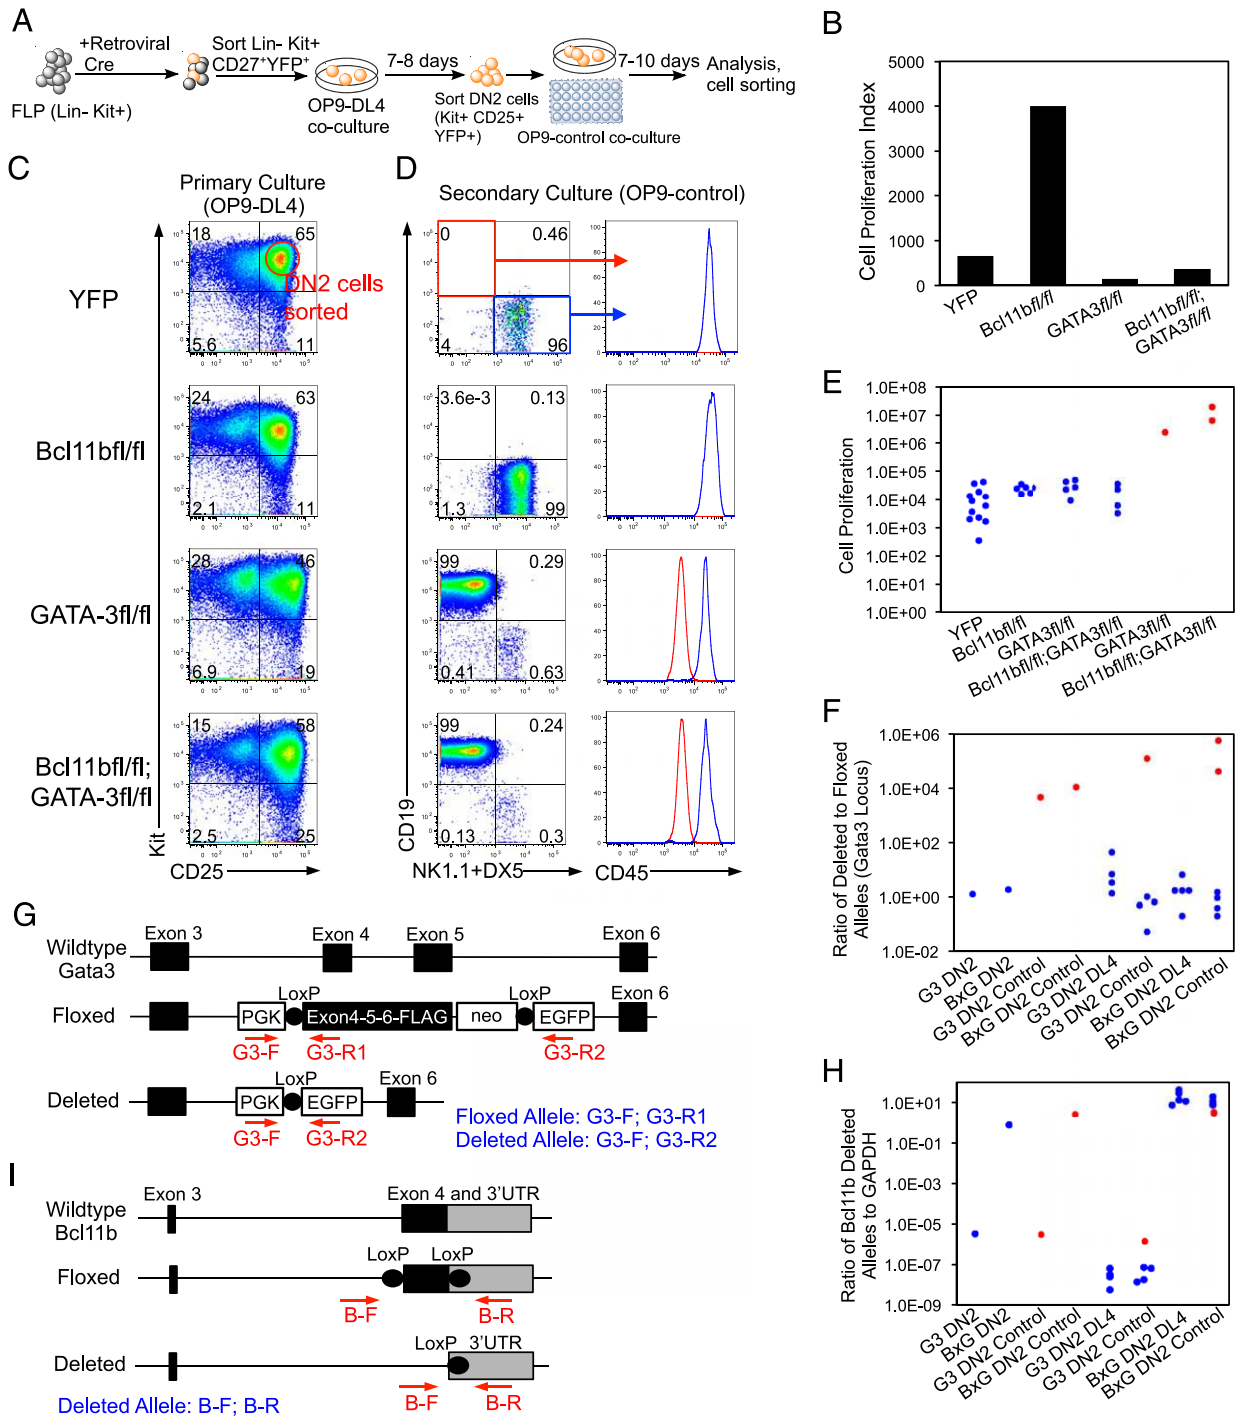 A
+Retroviral
Cre
FLP (Lin- Kit+)
Sort Lin- Kit+
CD27+YFP+
OP9-DL4
co-culture
7-8 days
Sort DN2 cells
(Kit+ CD25+
YFP+)
OP9-control co-culture
7-10 days
Analysis,
cell sorting
B
Cell Proliferation Index
5000
4000
3000
2000
1000
0
YFP
Bcl11bfl/fl
GATA3fl/fl
Bcl11bfl/fl;
GATA3fl/fl
C
Primary Culture
(OP9-DL4)
D
Secondary Culture (OP9-control)
YFP
18
65
DN2 cells
sorted
5.6
11
0
0.46
4
96
Bcl11bfl/fl
24
63
2.1
11
3.6e-3
0.13
1.3
99
GATA-3fl/fl
28
46
6.9
19
99
0.29
0.41
0.63
Bcl11bfl/fl;
GATA-3fl/fl
15
58
2.5
25
99
0.24
0.13
0.3
Kit
CD25
CD19
NK1.1+DX5
CD45
E
Cell Proliferation
1.0E+08
1.0E+07
1.0E+06
1.0E+05
1.0E+04
1.0E+03
1.0E+02
1.0E+01
1.0E+00
YFP
Bcl11bfl/fl
GATA3fl/fl
Bcl11bfl/fl;GATA3fl/fl
GATA3fl/fl
Bcl11bfl/fl;GATA3fl/fl
F
Ratio of Deleted to Floxed
Alleles (Gata3 Locus)
1.0E+06
1.0E+04
1.0E+02
1.0E+00
1.0E-02
G3 DN2
BxG DN2
G3 DN2 Control
BxG DN2 Control
G3 DN2 DL4
G3 DN2 Control
BxG DN2 DL4
BxG DN2 Control
G
Wildtype
Gata3
Exon 3
Exon 4
Exon 5
Exon 6
Floxed
LoxP
LoxP
Exon 6
PGK
Exon4-5-6-FLAG
neo
EGFP
G3-F
G3-R1
G3-R2
Deleted
LoxP
Exon 6
PGK
EGFP
G3-F
G3-R2
Floxed Allele: G3-F; G3-R1
Deleted Allele: G3-F; G3-R2
H
Ratio of Bcl11b Deleted
Alleles to GAPDH
1.0E+01
1.0E-01
1.0E-03
1.0E-05
1.0E-07
1.0E-09
G3 DN2
BxG DN2
G3 DN2 Control
BxG DN2 Control
G3 DN2 DL4
G3 DN2 Control
BxG DN2 DL4
BxG DN2 Control
I
Wildtype
Bcl11b
Exon 3
Exon 4 and 3'UTR
Floxed
LoxP
LoxP
B-F
B-R
Deleted
LoxP
3'UTR
B-F
B-R
Deleted Allele: B-F; B-R